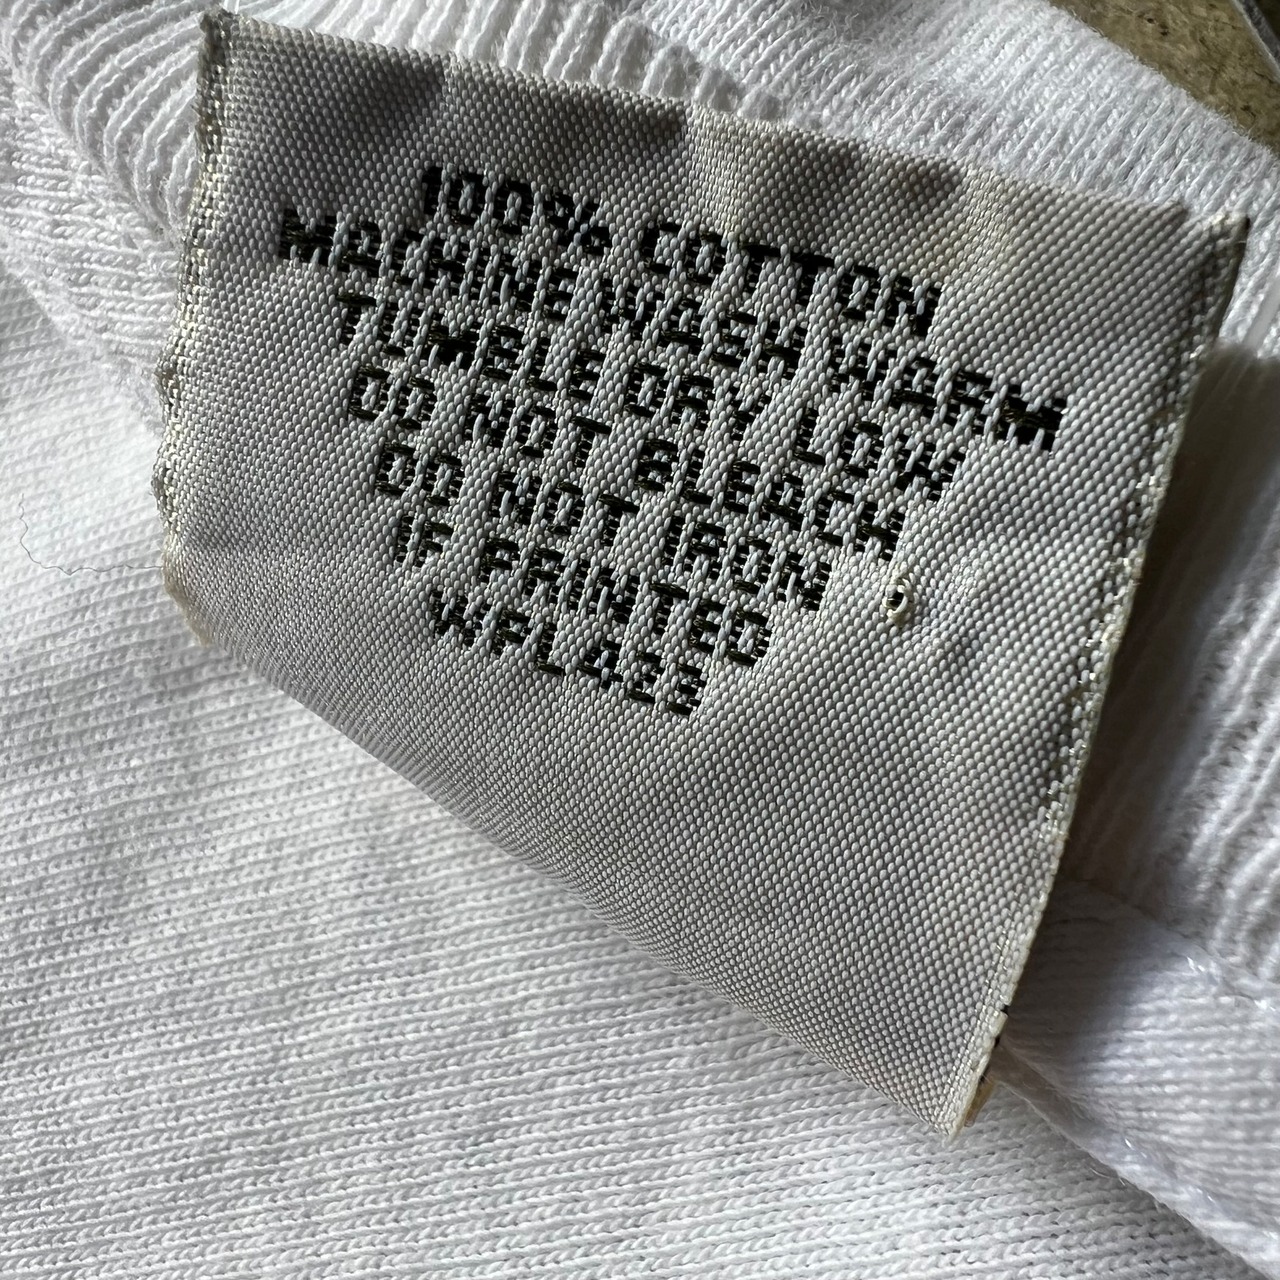 100% COTTON
MACHINE WASH WARM
TUMBLE DRY LOW
DO NOT BLEACH
DO NOT IRON
IF PRINTED
WPL423